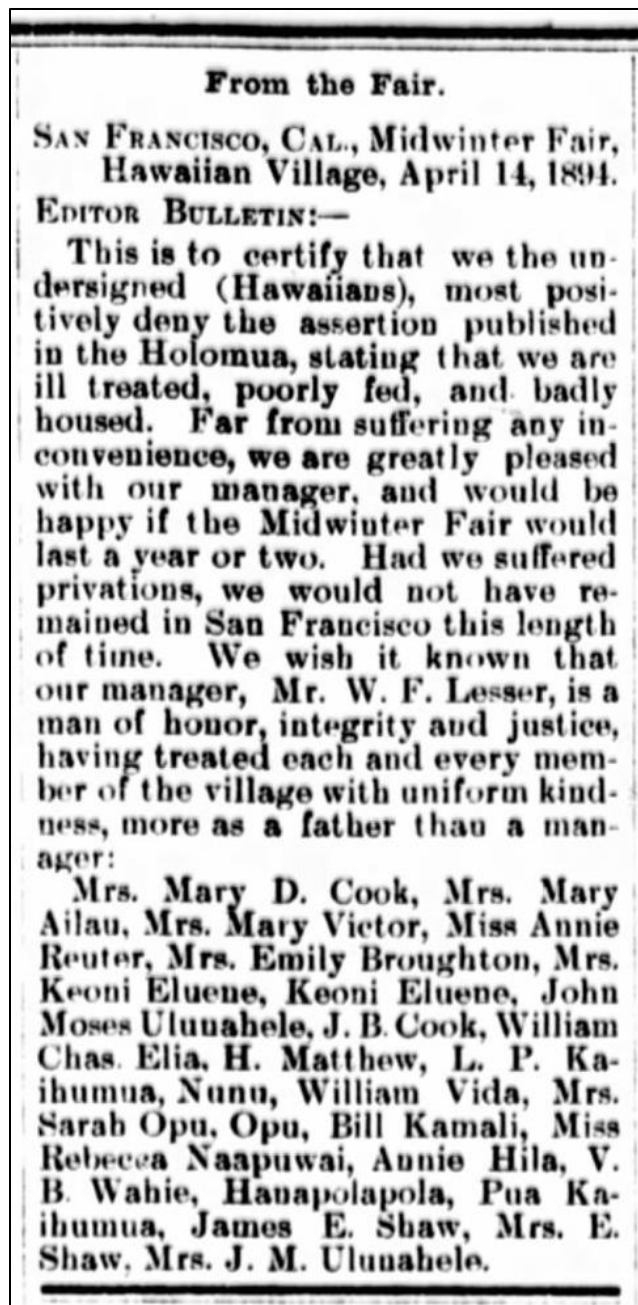 From the Fair.
SAN FRANCISCO, CAL., Midwinter Fair,
Hawaiian Village, April 14, 1894.
EDITOR BULLETIN:—
This is to certify that we the un-
dersigned (Hawaiians), most posi-
tively deny the assertion published
in the Holomua, stating that we are
ill treated, poorly fed, and badly
housed. Far from suffering any in-
convenience, we are greatly pleased
with our manager, and would be
happy if the Midwinter Fair would
last a year or two. Had we suffered
privations, we would not have re-
mained in San Francisco this length
of time. We wish it known that
our manager, Mr. W. F. Lesser, is a
man of honor, integrity and justice,
having treated each and every mem-
ber of the village with uniform kind-
ness, more as a father than a man-
ager:
Mrs. Mary D. Cook, Mrs. Mary
Ailau, Mrs. Mary Victor, Miss Annie
Reuter, Mrs. Emily Broughton, Mrs.
Keoni Eluene, Keoni Eluene, John
Moses Ulunahele, J. B. Cook, William
Chas. Elia, H. Matthew, L. P. Ka-
ihumua, Nunu, William Vida, Mrs.
Sarah Opu, Opu, Bill Kamali, Miss
Rebecca Naapuwai, Annie Hila, V.
B. Wahie, Hanapolapola, Pua Ka-
ihumua, James E. Shaw, Mrs. E.
Shaw, Mrs. J. M. Ulunahele.